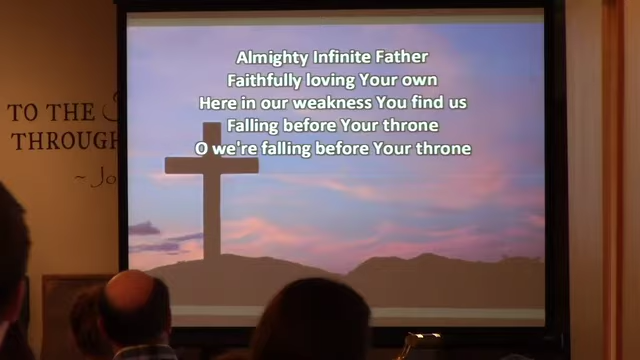 Almighty Infinite Father
Faithfully loving Your own
Here in our weakness You find us
Falling before Your throne
O we're falling before Your throne
TO THE
THROUGH
~ Jo